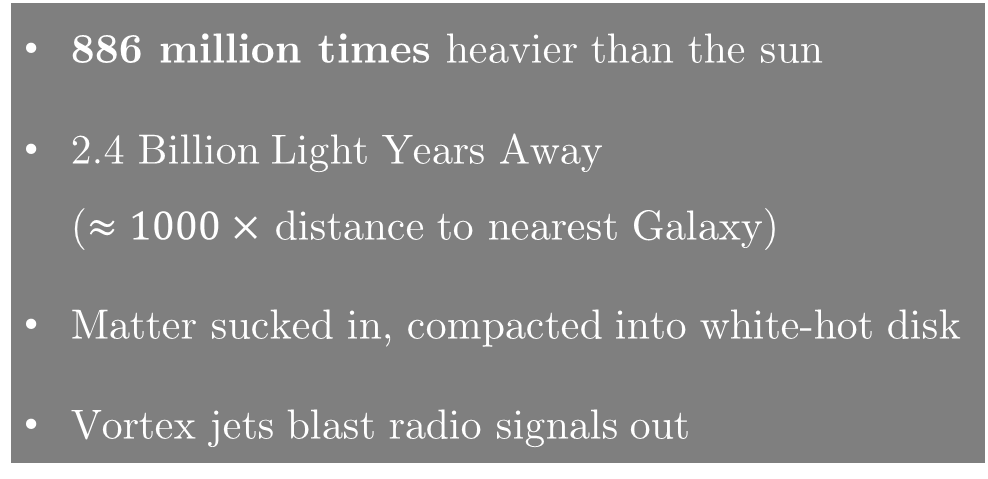 • 886 million times heavier than the sun
• 2.4 Billion Light Years Away
(≈ 1000 × distance to nearest Galaxy)
• Matter sucked in, compacted into white-hot disk
• Vortex jets blast radio signals out